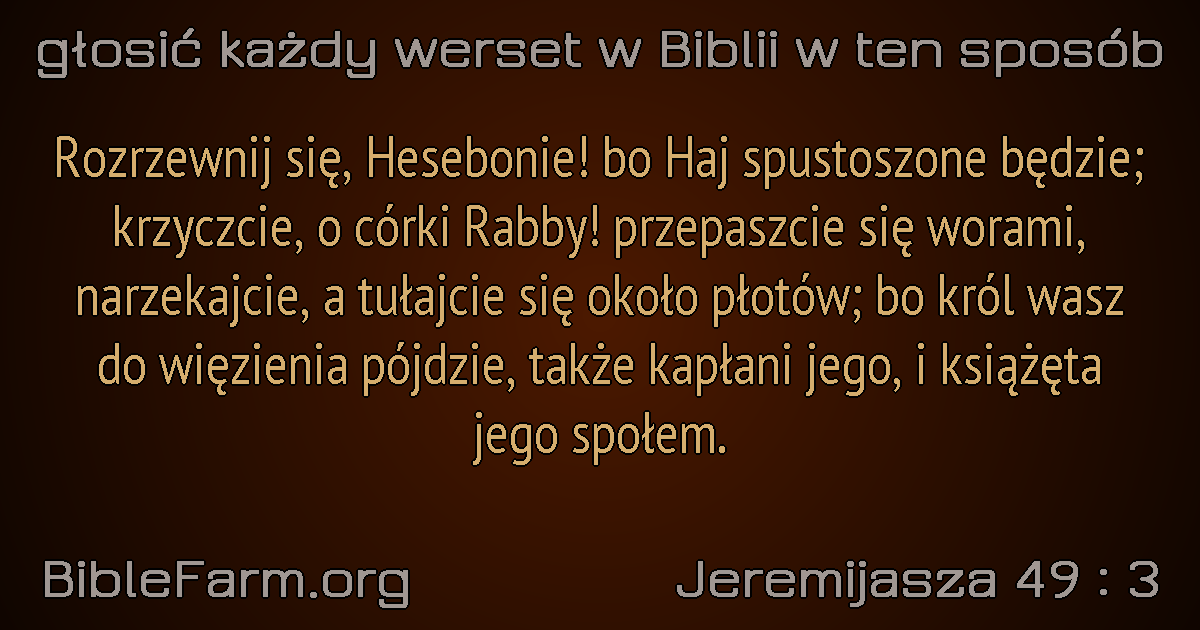 głosić każdy werset w Biblii w ten sposób
Rozrzewnij się, Hesebonie! bo Haj spustoszone będzie;
krzyczcie, o córki Rabby! przepaszcie się worami,
narzekajcie, a tułajcie się około płotów; bo król wasz
do więzienia pójdzie, także kapłani jego, i książęta
jego społem.
BibleFarm.org
Jeremijasza 49 : 3